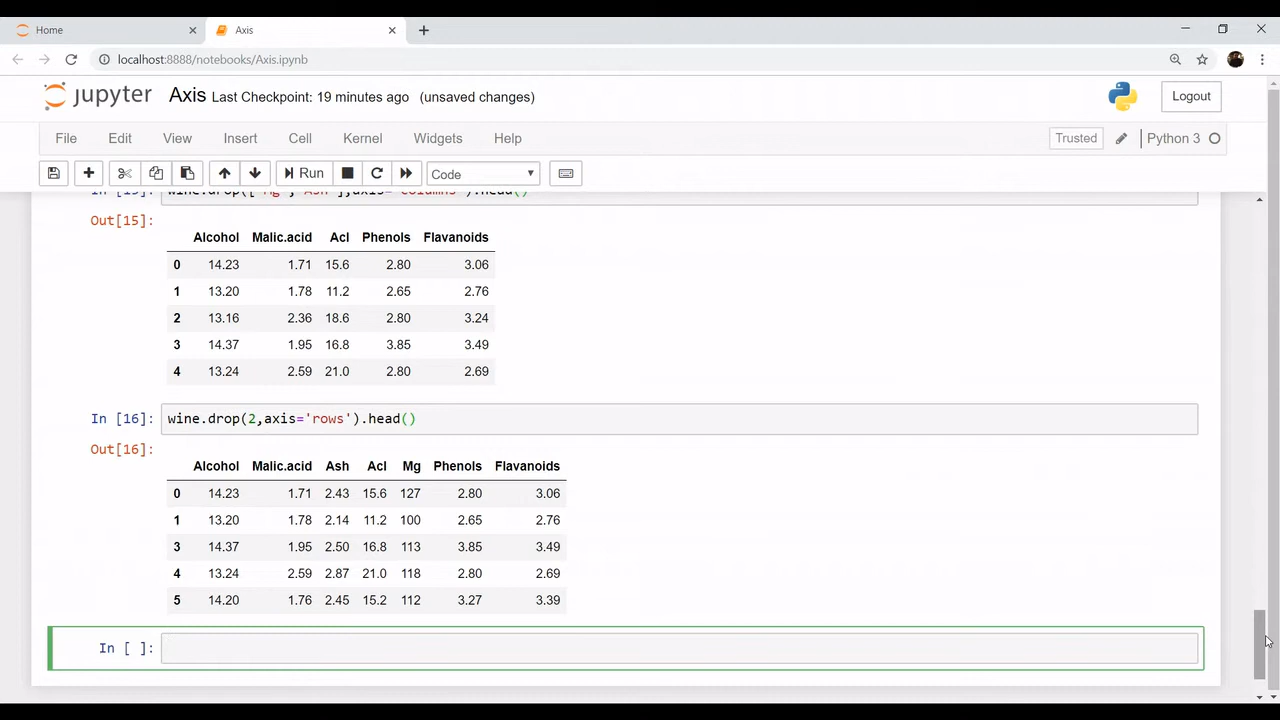 Home
Axis
localhost:8888/notebooks/Axis.ipynb
jupyter Axis Last Checkpoint: 19 minutes ago (unsaved changes)
Logout
File Edit View Insert Cell Kernel Widgets Help
Trusted
Python 3
Run
Code
In [15]: wine.drop(['Mg','Ash'],axis='columns').head()
Out[15]:
Alcohol Malic.acid Acl Phenols Flavanoids
0 14.23 1.71 15.6 2.80 3.06
1 13.20 1.78 11.2 2.65 2.76
2 13.16 2.36 18.6 2.80 3.24
3 14.37 1.95 16.8 3.85 3.49
4 13.24 2.59 21.0 2.80 2.69
In [16]: wine.drop(2,axis='rows').head()
Out[16]:
Alcohol Malic.acid Ash Acl Mg Phenols Flavanoids
0 14.23 1.71 2.43 15.6 127 2.80 3.06
1 13.20 1.78 2.14 11.2 100 2.65 2.76
3 14.37 1.95 2.50 16.8 113 3.85 3.49
4 13.24 2.59 2.87 21.0 118 2.80 2.69
5 14.20 1.76 2.45 15.2 112 3.27 3.39
In [ ]: